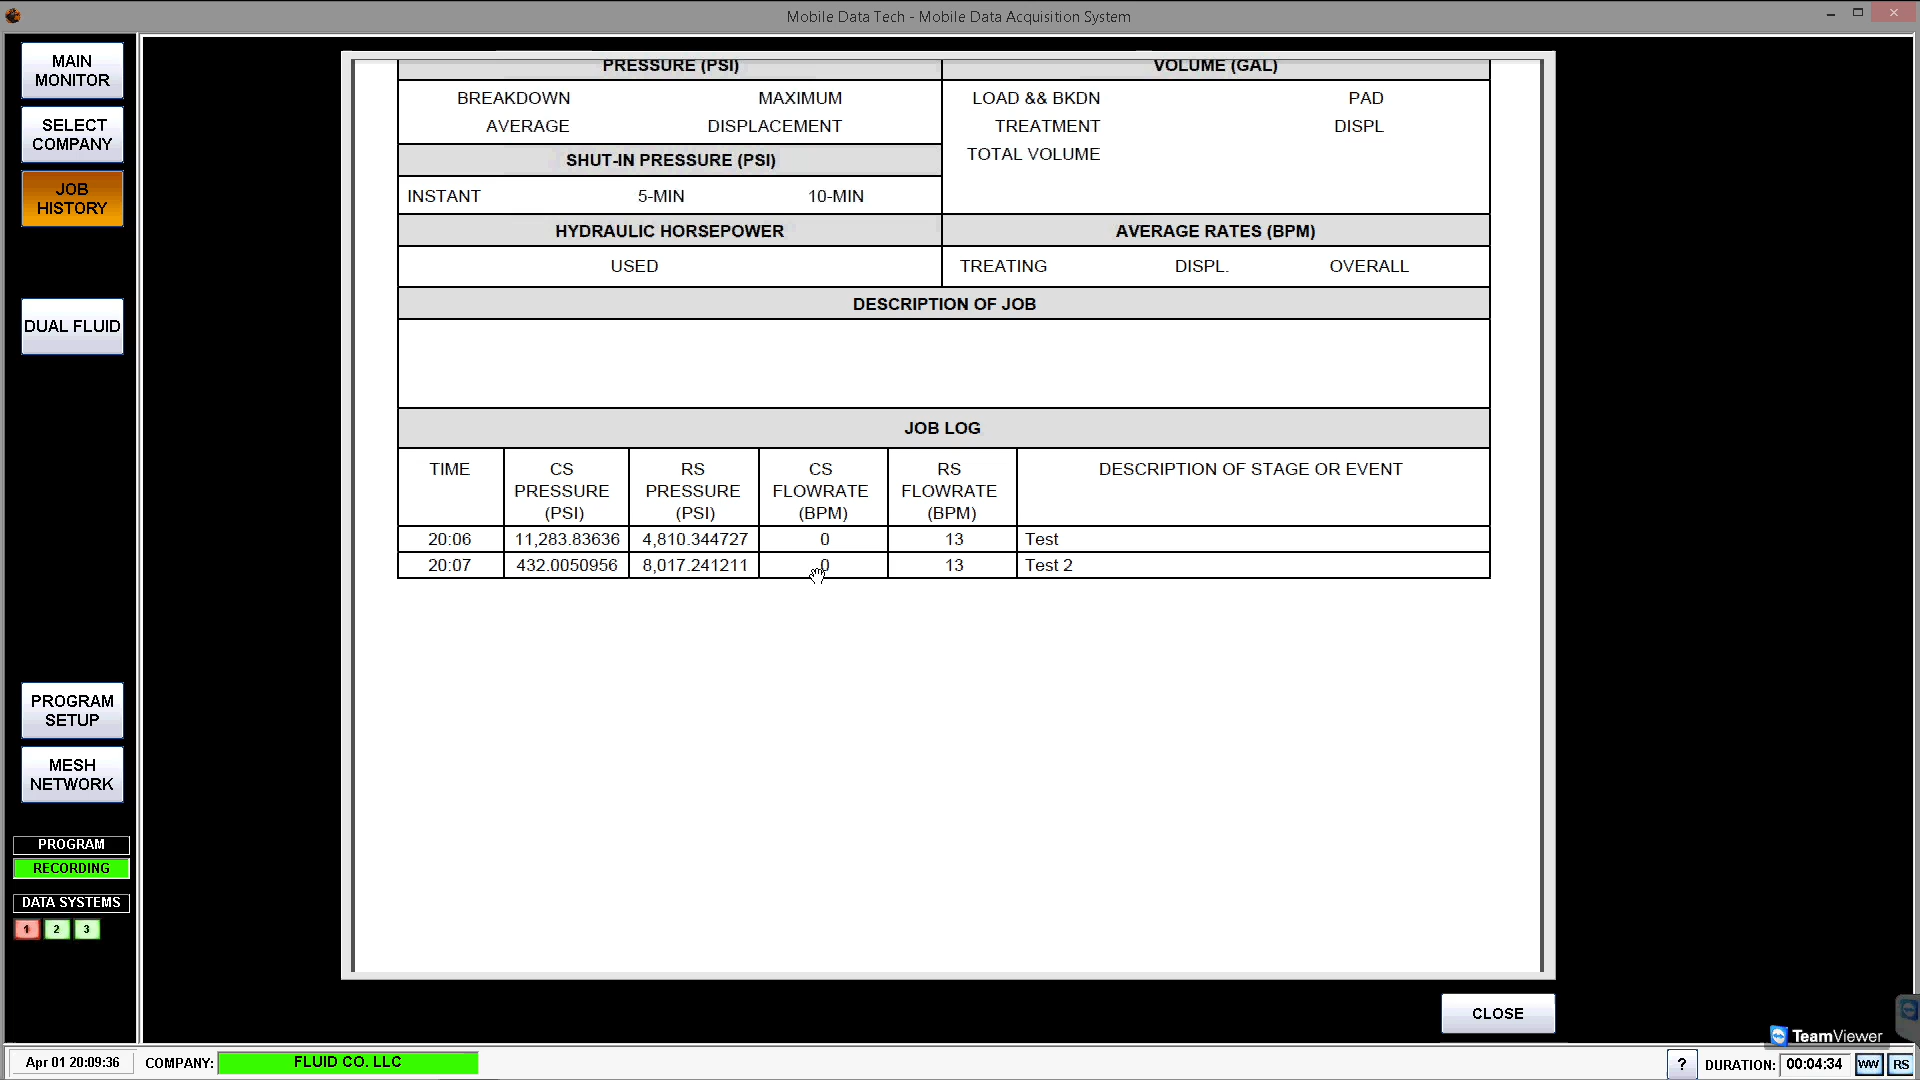 Mobile Data Tech - Mobile Data Acquisition System
MAIN
MONITOR
SELECT
COMPANY
JOB
HISTORY
DUAL FLUID
PROGRAM
SETUP
MESH
NETWORK
PROGRAM
RECORDING
DATA SYSTEMS
1 2 3
PRESSURE (PSI) VOLUME (GAL)
BREAKDOWN MAXIMUM LOAD && BKDN PAD
AVERAGE DISPLACEMENT TREATMENT DISPL
TOTAL VOLUME
SHUT-IN PRESSURE (PSI)
INSTANT 5-MIN 10-MIN
HYDRAULIC HORSEPOWER AVERAGE RATES (BPM)
USED TREATING DISPL. OVERALL
DESCRIPTION OF JOB
JOB LOG
TIME CS RS CS RS DESCRIPTION OF STAGE OR EVENT
PRESSURE PRESSURE FLOWRATE FLOWRATE
(PSI) (PSI) (BPM) (BPM)
20:06 11,283.83636 4,810.344727 0 13 Test
20:07 432.0050956 8,017.241211 0 13 Test 2
CLOSE
TeamViewer
Apr 01 20:09:36 COMPANY: FLUID CO. LLC ? DURATION: 00:04:34 WW RS